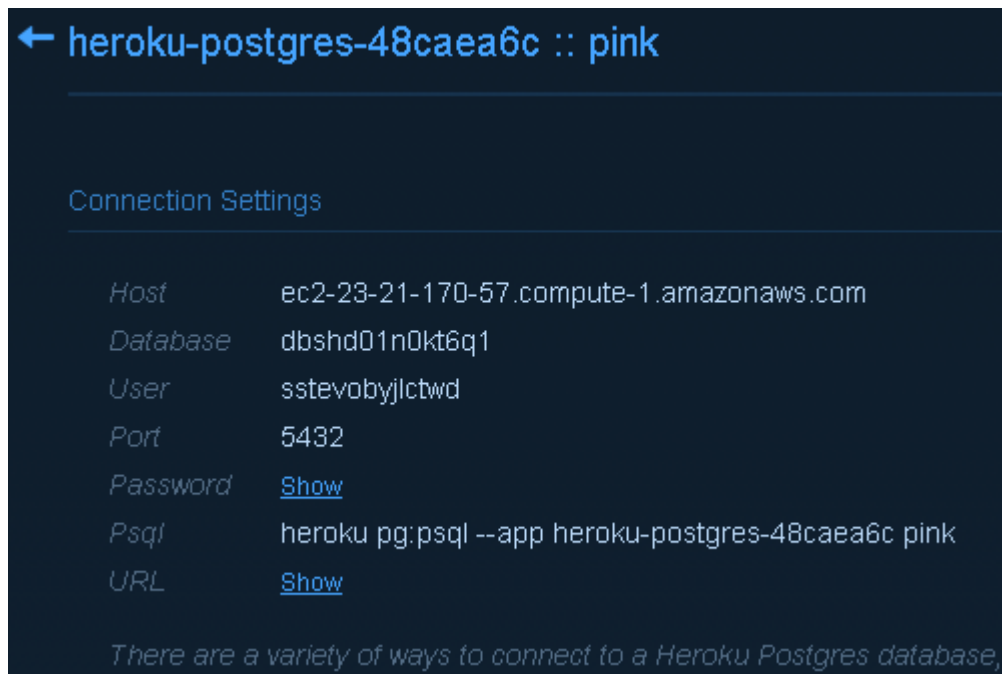 ← heroku-postgres-48caea6c :: pink
Connection Settings
Host ec2-23-21-170-57.compute-1.amazonaws.com
Database dbshd01n0kt6q1
User sstevobyjlctwd
Port 5432
Password Show
Psql heroku pg:psql --app heroku-postgres-48caea6c pink
URL Show
There are a variety of ways to connect to a Heroku Postgres database,